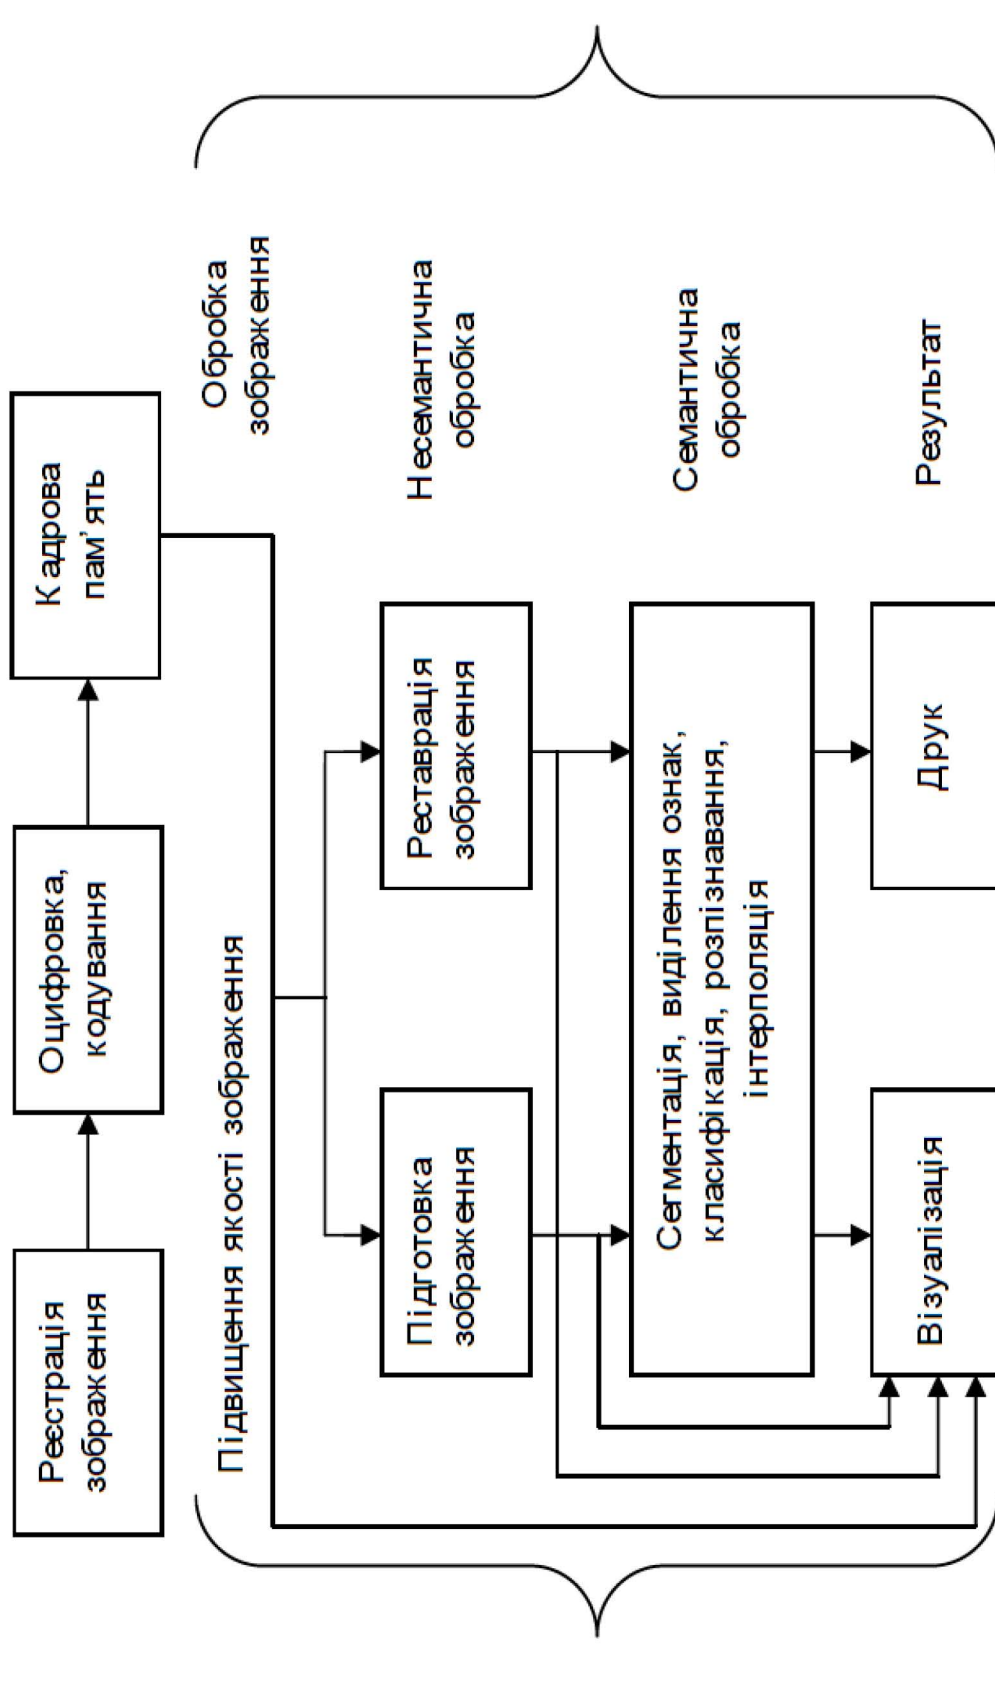 Реєстрація
зображення
Оцифровка,
кодування
Кадрова
пам’ять
Підвищення якості зображення
Обробка
зображення
Підготовка
зображення
Реставрація
зображення
Несемантична
обробка
Сегментація, виділення ознак,
класифікація, розпізнавання,
інтерполяція
Семантична
обробка
Візуалізація
Друк
Результат